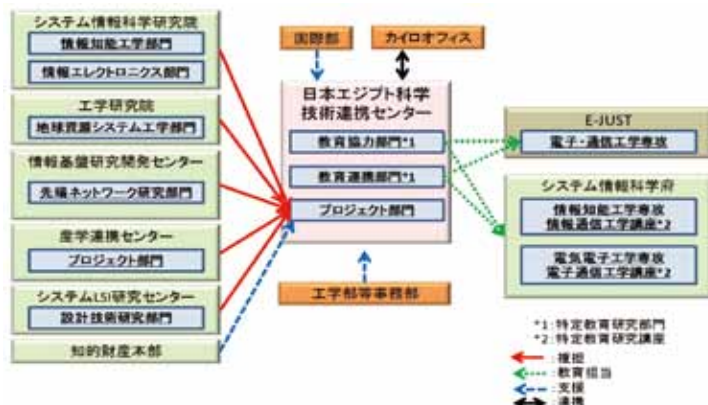 システム情報科学研究院
情報知能工学部門
情報エレクトロニクス部門
工学研究院
地球資源システム工学部門
情報基盤研究開発センター
先端ネットワーク研究部門
産学連携センター
プロジェクト部門
システムLSI研究センター
設計技術研究部門
知的財産本部
国際部
カイロオフィス
日本エジプト科学
技術連携センター
教育協力部門*1
教育連携部門*1
プロジェクト部門
工学部等事務部
E-JUST
電子・通信工学専攻
システム情報科学府
情報知能工学専攻
情報通信工学講座*2
電気電子工学専攻
電子通信工学講座*2
*1:特定教育研究部門
*2:特定教育研究講座
:複担
:教育担当
:支援
:連携